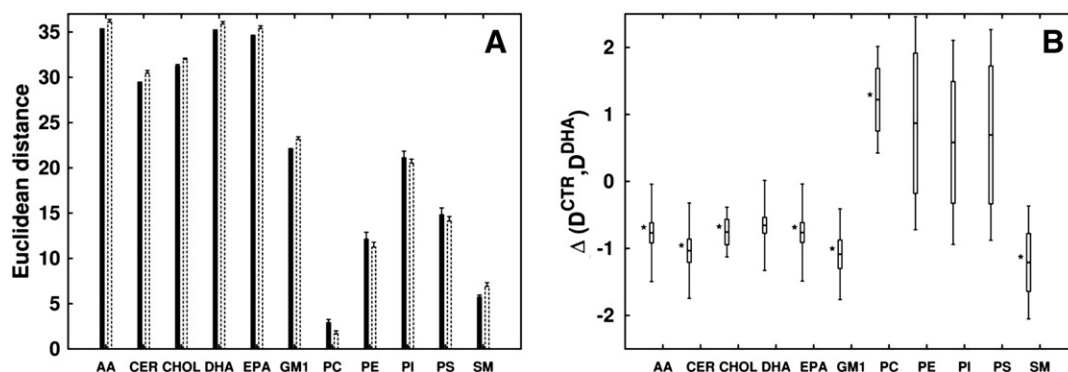 A
Euclidean distance
35
30
25
20
15
10
5
0
AA CER CHOL DHA EPA GM1 PC PE PI PS SM
B
Δ (D^CTR, D^DHA)
2
1
0
-1
-2
* * * * * * * *
AA CER CHOL DHA EPA GM1 PC PE PI PS SM